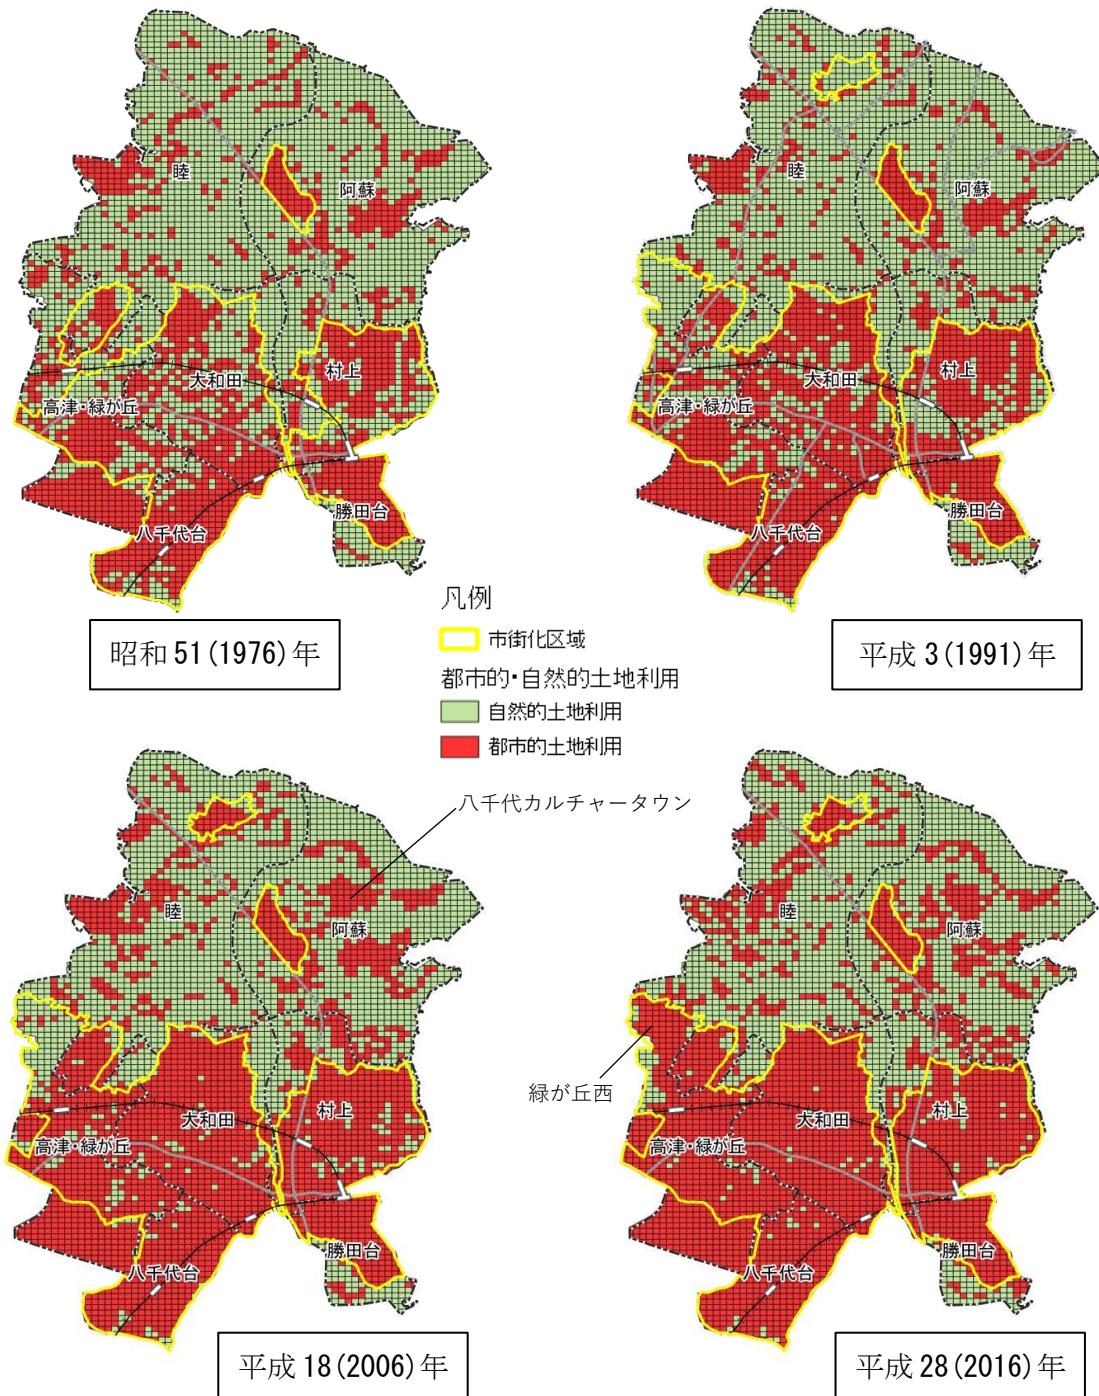 睦
阿蘇
村上
大和田
高津・緑が丘
八千代台
勝田台
昭和 51(1976)年
睦
阿蘇
村上
大和田
高津・緑が丘
八千代台
勝田台
平成 3(1991)年
凡例
市街化区域
都市的・自然的土地利用
自然的土地利用
都市的土地利用
八千代カルチャータウン
睦
阿蘇
村上
大和田
高津・緑が丘
八千代台
勝田台
平成 18(2006)年
睦
阿蘇
緑が丘西
村上
大和田
高津・緑が丘
八千代台
勝田台
平成 28(2016)年